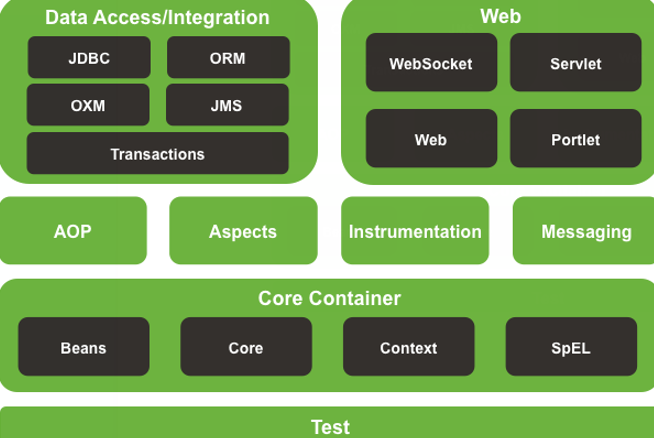 Data Access/Integration
JDBC
ORM
OXM
JMS
Transactions
Web
WebSocket
Servlet
Web
Portlet
AOP
Aspects
Instrumentation
Messaging
Core Container
Beans
Core
Context
SpEL
Test